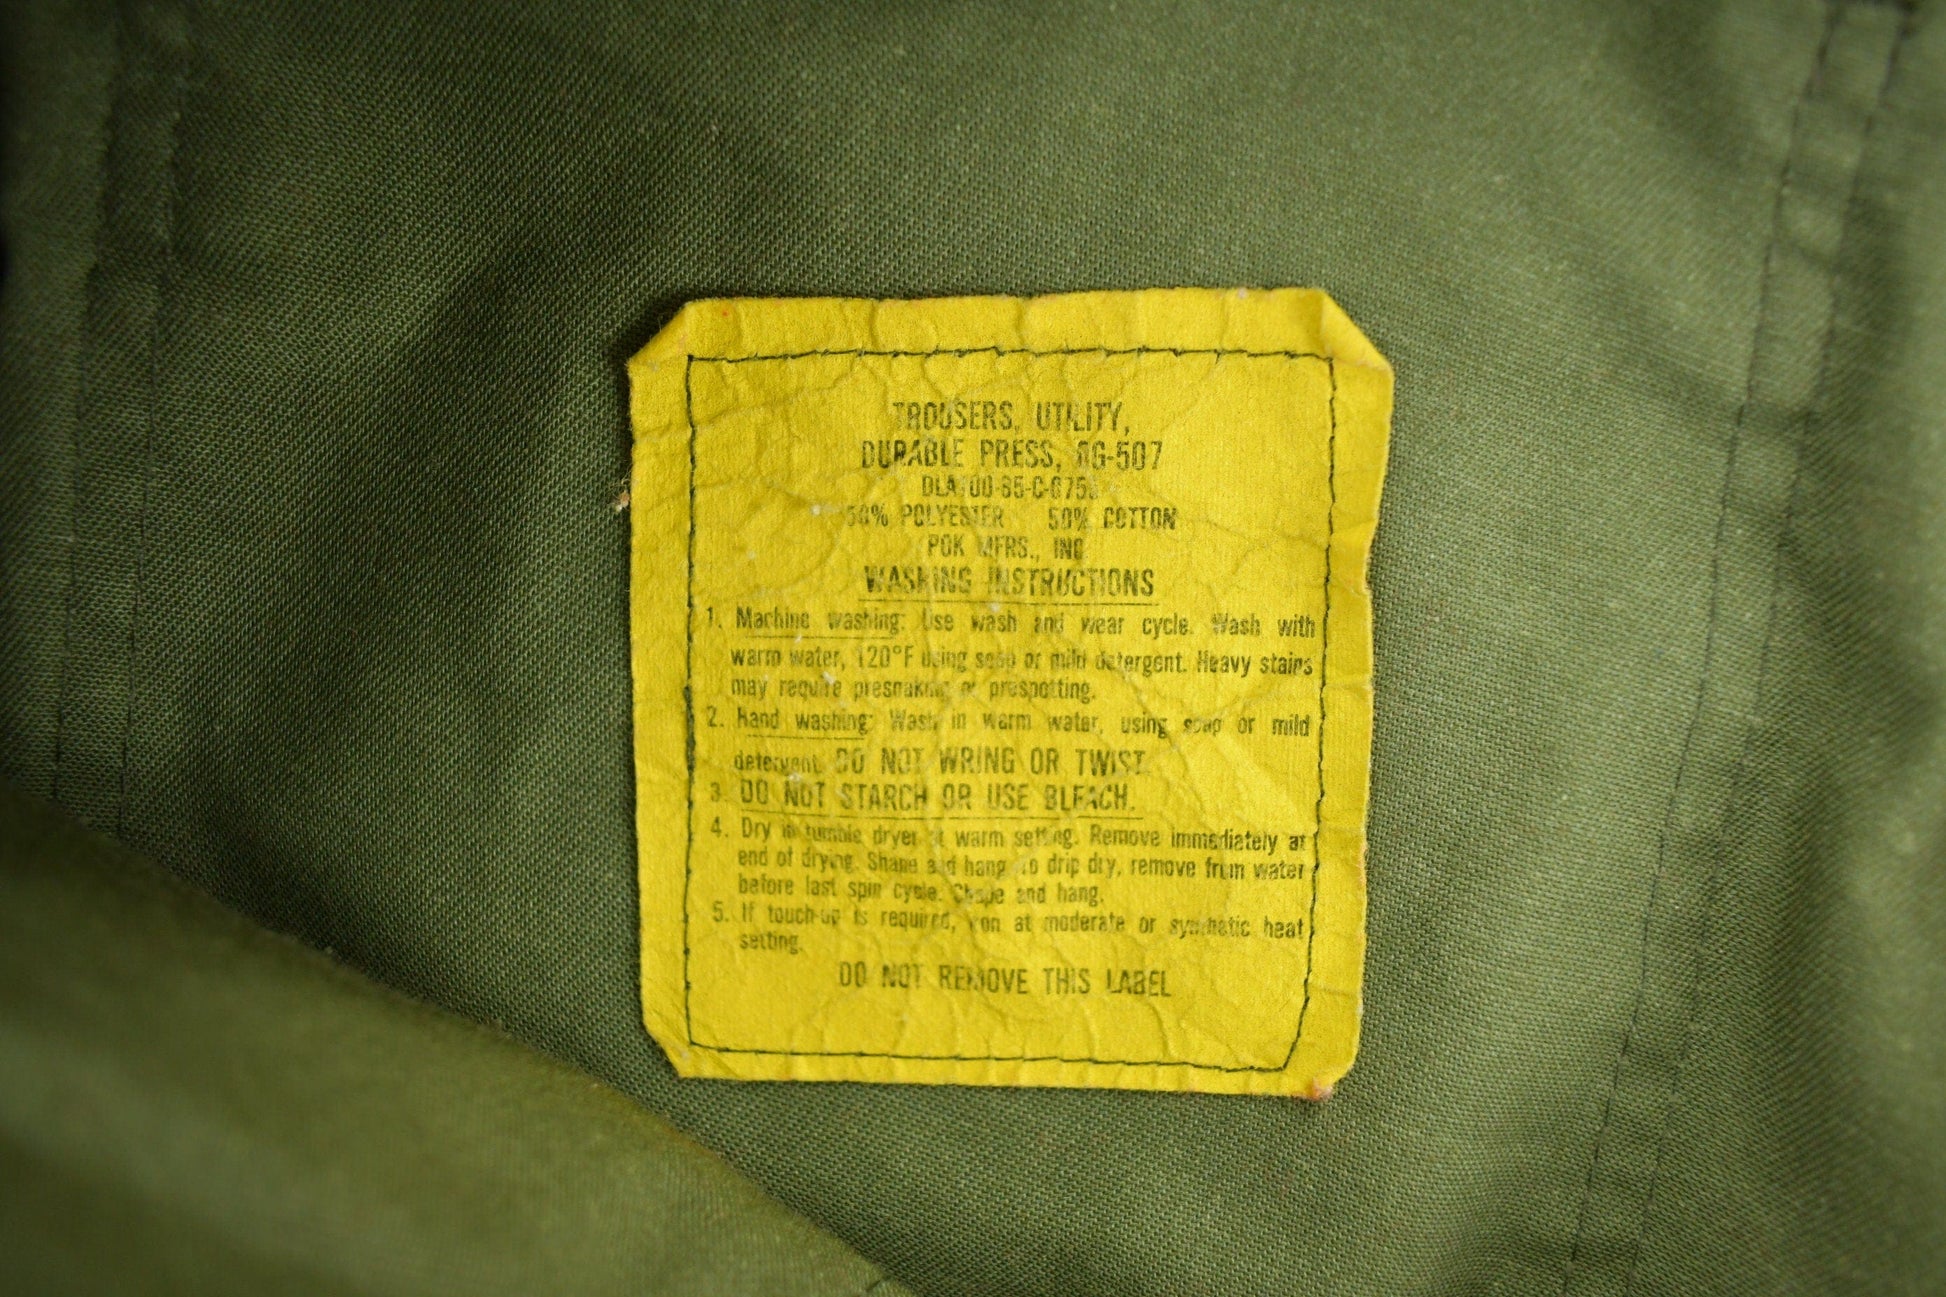 TROUSERS, UTILITY,
DURABLE PRESS, OG-507
50% POLYESTER 50% COTTON
MFRS., INC
WASHING INSTRUCTIONS
1. Machine washing: Use wash and wear cycle. Wash with
warm water, 120°F using soap or mild detergent. Heavy stains
may require presoaking or prespotting.
2. Hand washing: Wash in warm water, using soap or mild
detergent. DO NOT WRING OR TWIST.
3. DO NOT STARCH OR USE BLEACH.
4. Dry in tumble dryer at warm setting. Remove immediately at
end of drying. Shape and hang to drip dry, remove from water
before last spin cycle. Shape and hang.
5. If touch-up is required, iron at moderate or synthetic heat
setting.
DO NOT REMOVE THIS LABEL